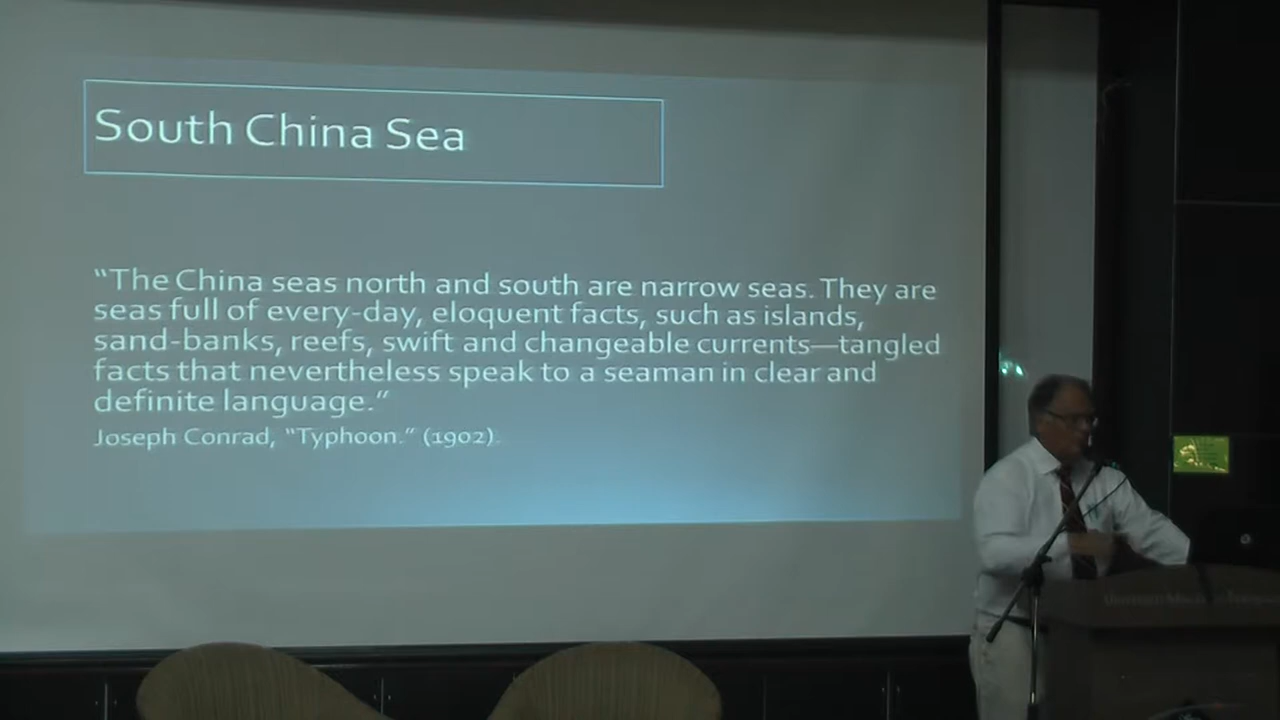 South China Sea
“The China seas north and south are narrow seas. They are
seas full of every-day, eloquent facts, such as islands,
sand-banks, reefs, swift and changeable currents—tangled
facts that nevertheless speak to a seaman in clear and
definite language.”
Joseph Conrad, “Typhoon.” (1902).